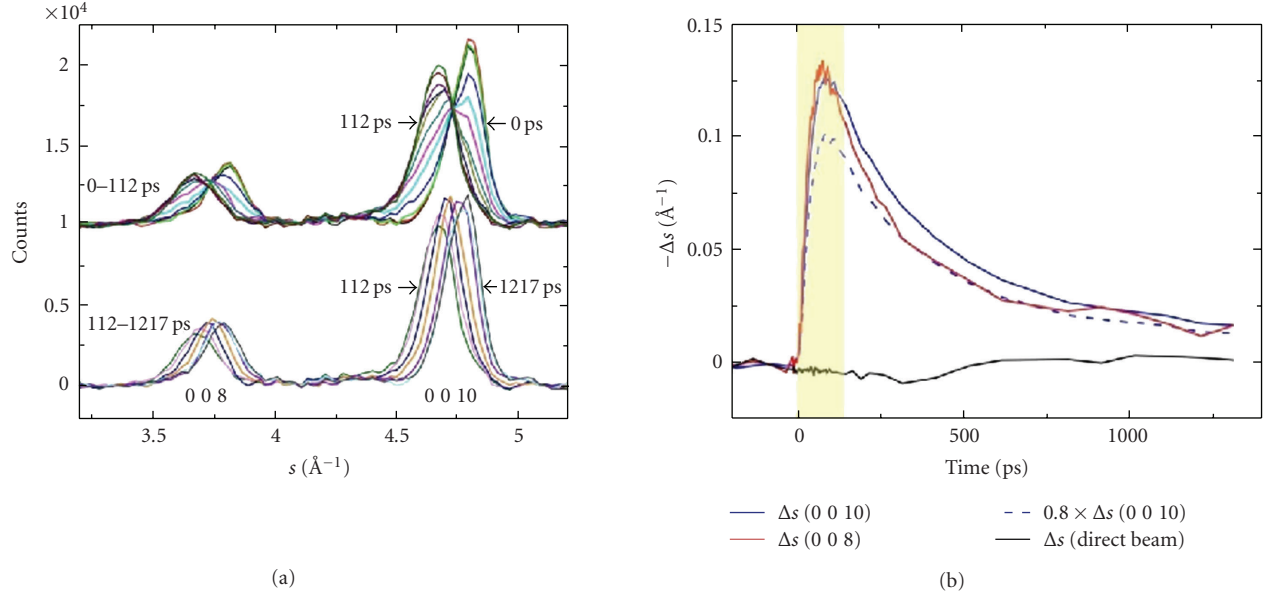 ×10⁴
2
1.5
1
0.5
0
Counts
112 ps
0 ps
0–112 ps
112 ps
1217 ps
112–1217 ps
0 0 8
0 0 10
3.5
4
4.5
5
s (Å⁻¹)
(a)
0.15
0.1
0.05
0
−Δs (Å⁻¹)
0
500
1000
Time (ps)
Δs (0 0 10)
0.8 × Δs (0 0 10)
Δs (0 0 8)
Δs (direct beam)
(b)